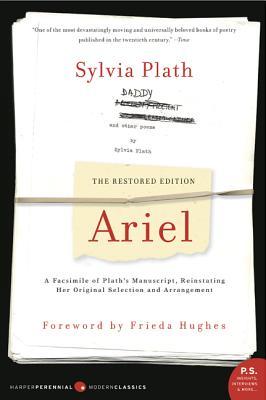 "One of the most devastatingly moving and universally beloved books of poetry
published in the twentieth century." –Time
Sylvia Plath
DADDY
and other poems
by
Sylvia Plath
THE RESTORED EDITION
Ariel
A Facsimile of Plath's Manuscript, Reinstating
Her Original Selection and Arrangement
Foreword by Frieda Hughes
P.S.
INSIGHTS,
INTERVIEWS
& MORE...
HARPERPERENNIAL MODERNCLASSICS